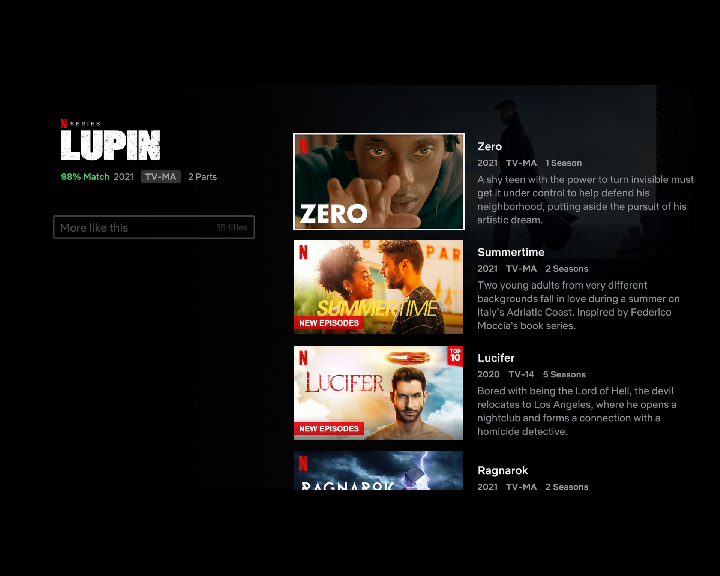 N SERIES
LUPIN
98% Match 2021 TV-MA 2 Parts
More like this 15 titles
N
ZERO
Zero
2021 TV-MA 1 Season
A shy teen with the power to turn invisible must
get it under control to help defend his
neighborhood, putting aside the pursuit of his
artistic dream.
N
BAR
SUMMERTIME
NEW EPISODES
Summertime
2021 TV-MA 2 Seasons
Two young adults from very different
backgrounds fall in love during a summer on
Italy's Adriatic Coast. Inspired by Federico
Moccia's book series.
N
TOP
10
LUCIFER
NEW EPISODES
Lucifer
2020 TV-14 5 Seasons
Bored with being the Lord of Hell, the devil
relocates to Los Angeles, where he opens a
nightclub and forms a connection with a
homicide detective.
N
RAGNAROK
Ragnarok
2021 TV-MA 2 Seasons